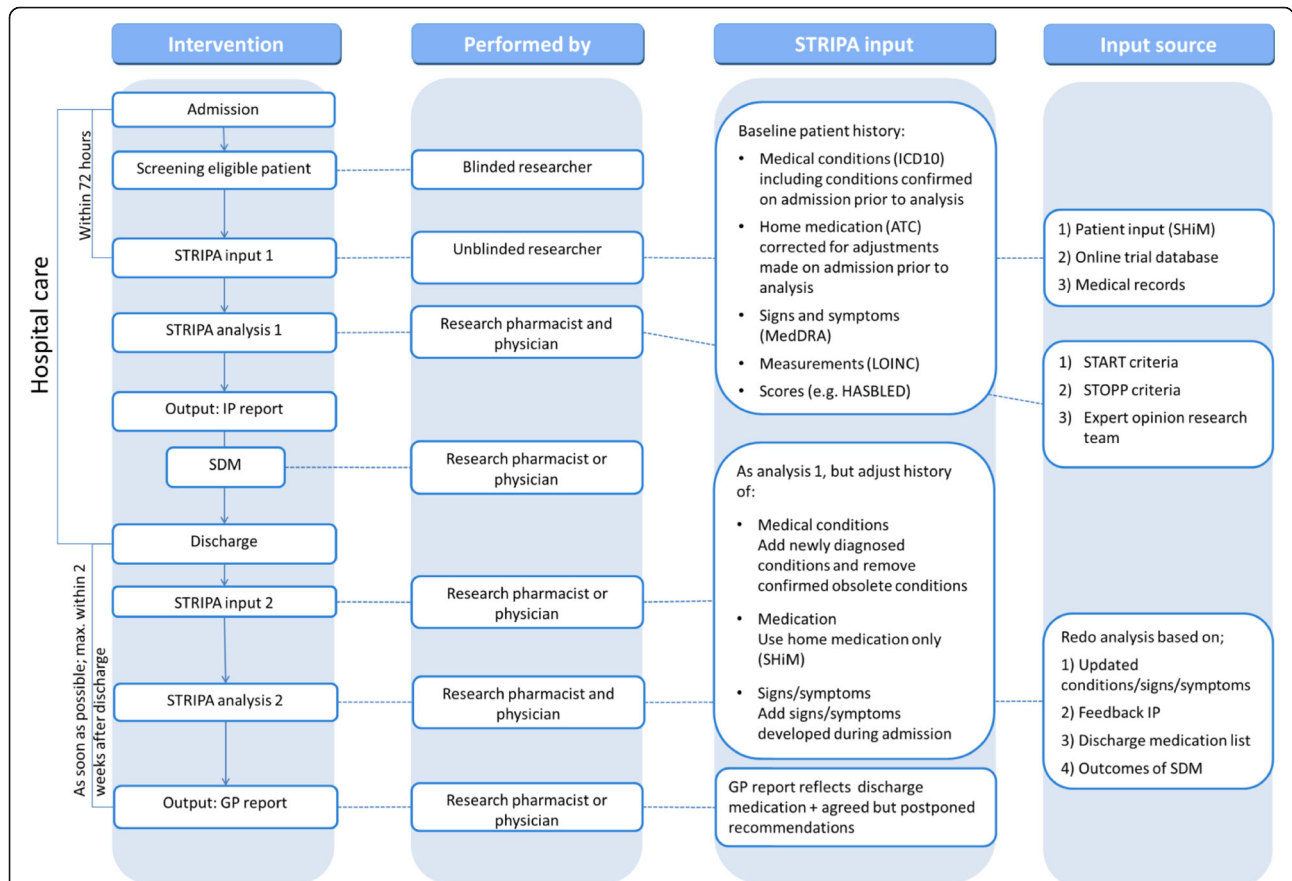 Intervention
Performed by
STRIPA input
Input source
Hospital care
Within 72 hours
As soon as possible; max. within 2
weeks after discharge
Admission
Screening eligible patient
STRIPA input 1
STRIPA analysis 1
Output: IP report
SDM
Discharge
STRIPA input 2
STRIPA analysis 2
Output: GP report
Blinded researcher
Unblinded researcher
Research pharmacist and
physician
Research pharmacist or
physician
Research pharmacist or
physician
Research pharmacist and
physician
Research pharmacist or
physician
Baseline patient history:
• Medical conditions (ICD10)
including conditions confirmed
on admission prior to analysis
• Home medication (ATC)
corrected for adjustments
made on admission prior to
analysis
• Signs and symptoms
(MedDRA)
• Measurements (LOINC)
• Scores (e.g. HASBLED)
As analysis 1, but adjust history
of:
• Medical conditions
Add newly diagnosed
conditions and remove
confirmed obsolete conditions
• Medication
Use home medication only
(SHiM)
• Signs/symptoms
Add signs/symptoms
developed during admission
GP report reflects discharge
medication + agreed but postponed
recommendations
1) Patient input (SHiM)
2) Online trial database
3) Medical records
1) START criteria
2) STOPP criteria
3) Expert opinion research
team
Redo analysis based on;
1) Updated
conditions/signs/symptoms
2) Feedback IP
3) Discharge medication list
4) Outcomes of SDM